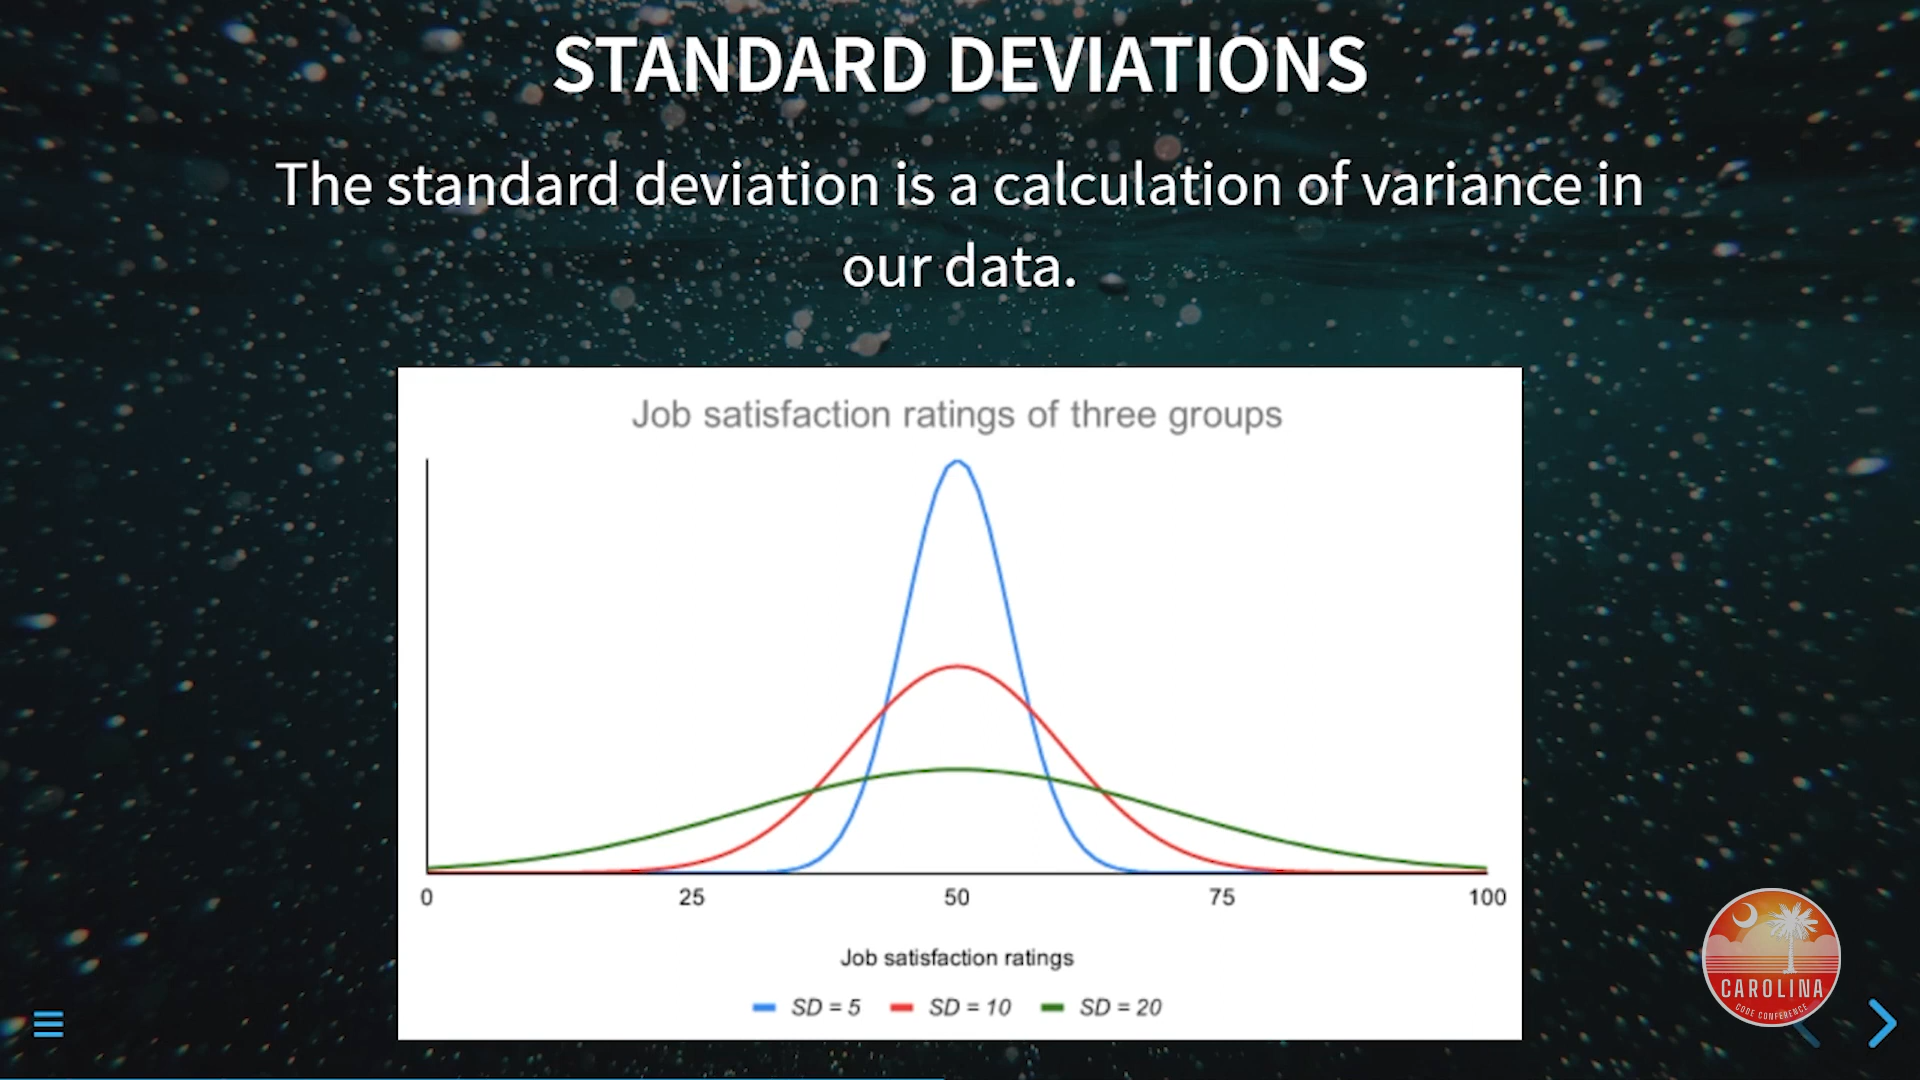 STANDARD DEVIATIONS
The standard deviation is a calculation of variance in
our data.
Job satisfaction ratings of three groups
0 25 50 75 100
Job satisfaction ratings
SD = 5 SD = 10 SD = 20
CAROLINA
CODE CONFERENCE